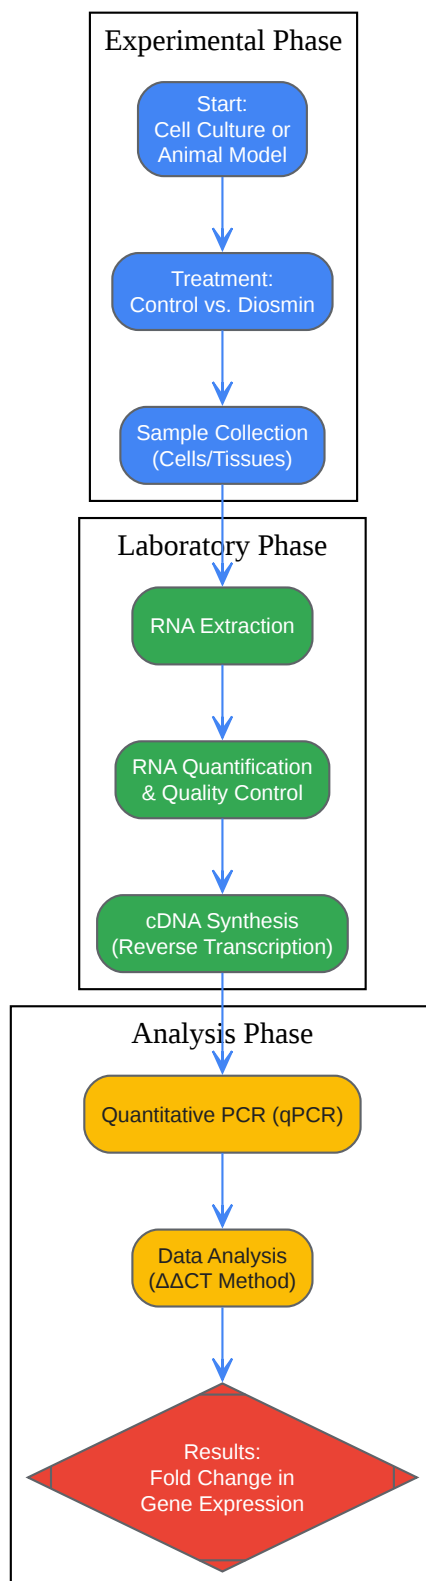 Experimental Phase
Start:
Cell Culture or
Animal Model
Treatment:
Control vs. Diosmin
Sample Collection
(Cells/Tissues)
Laboratory Phase
RNA Extraction
RNA Quantification
& Quality Control
cDNA Synthesis
(Reverse Transcription)
Analysis Phase
Quantitative PCR (qPCR)
Data Analysis
(ΔΔCT Method)
Results:
Fold Change in
Gene Expression